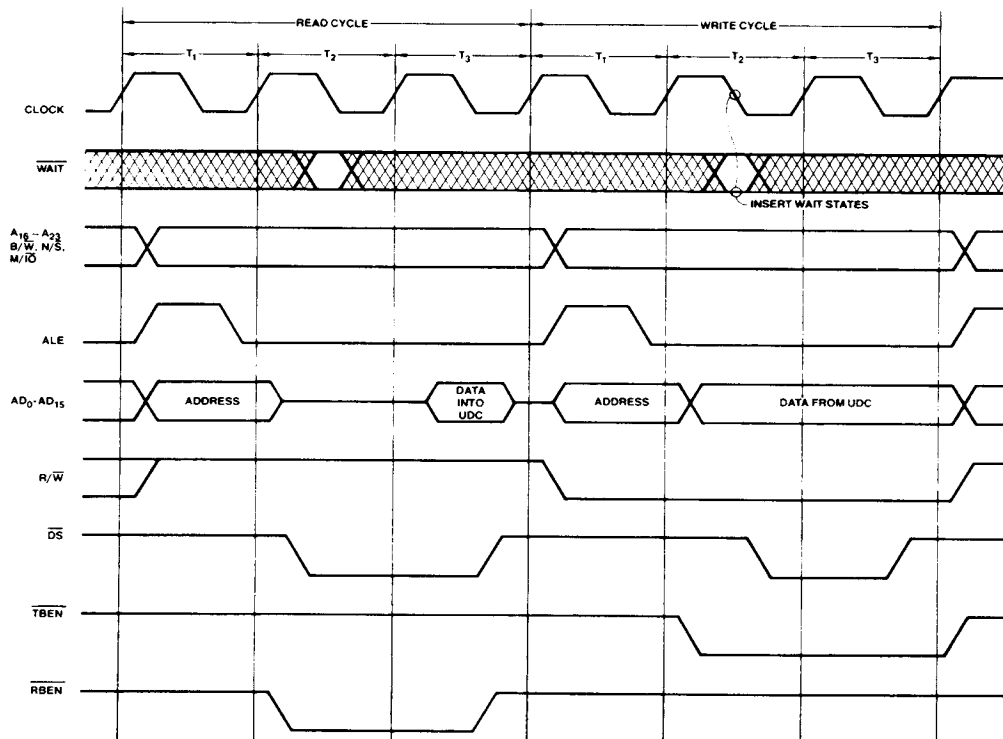 READ CYCLE
WRITE CYCLE
T1
T2
T3
T1
T2
T3
CLOCK
WAIT
INSERT WAIT STATES
A16 – A23,
B/W, N/S,
M/IO
ALE
AD0-AD15
ADDRESS
DATA
INTO
UDC
ADDRESS
DATA FROM UDC
R/W
DS
TBEN
RBEN